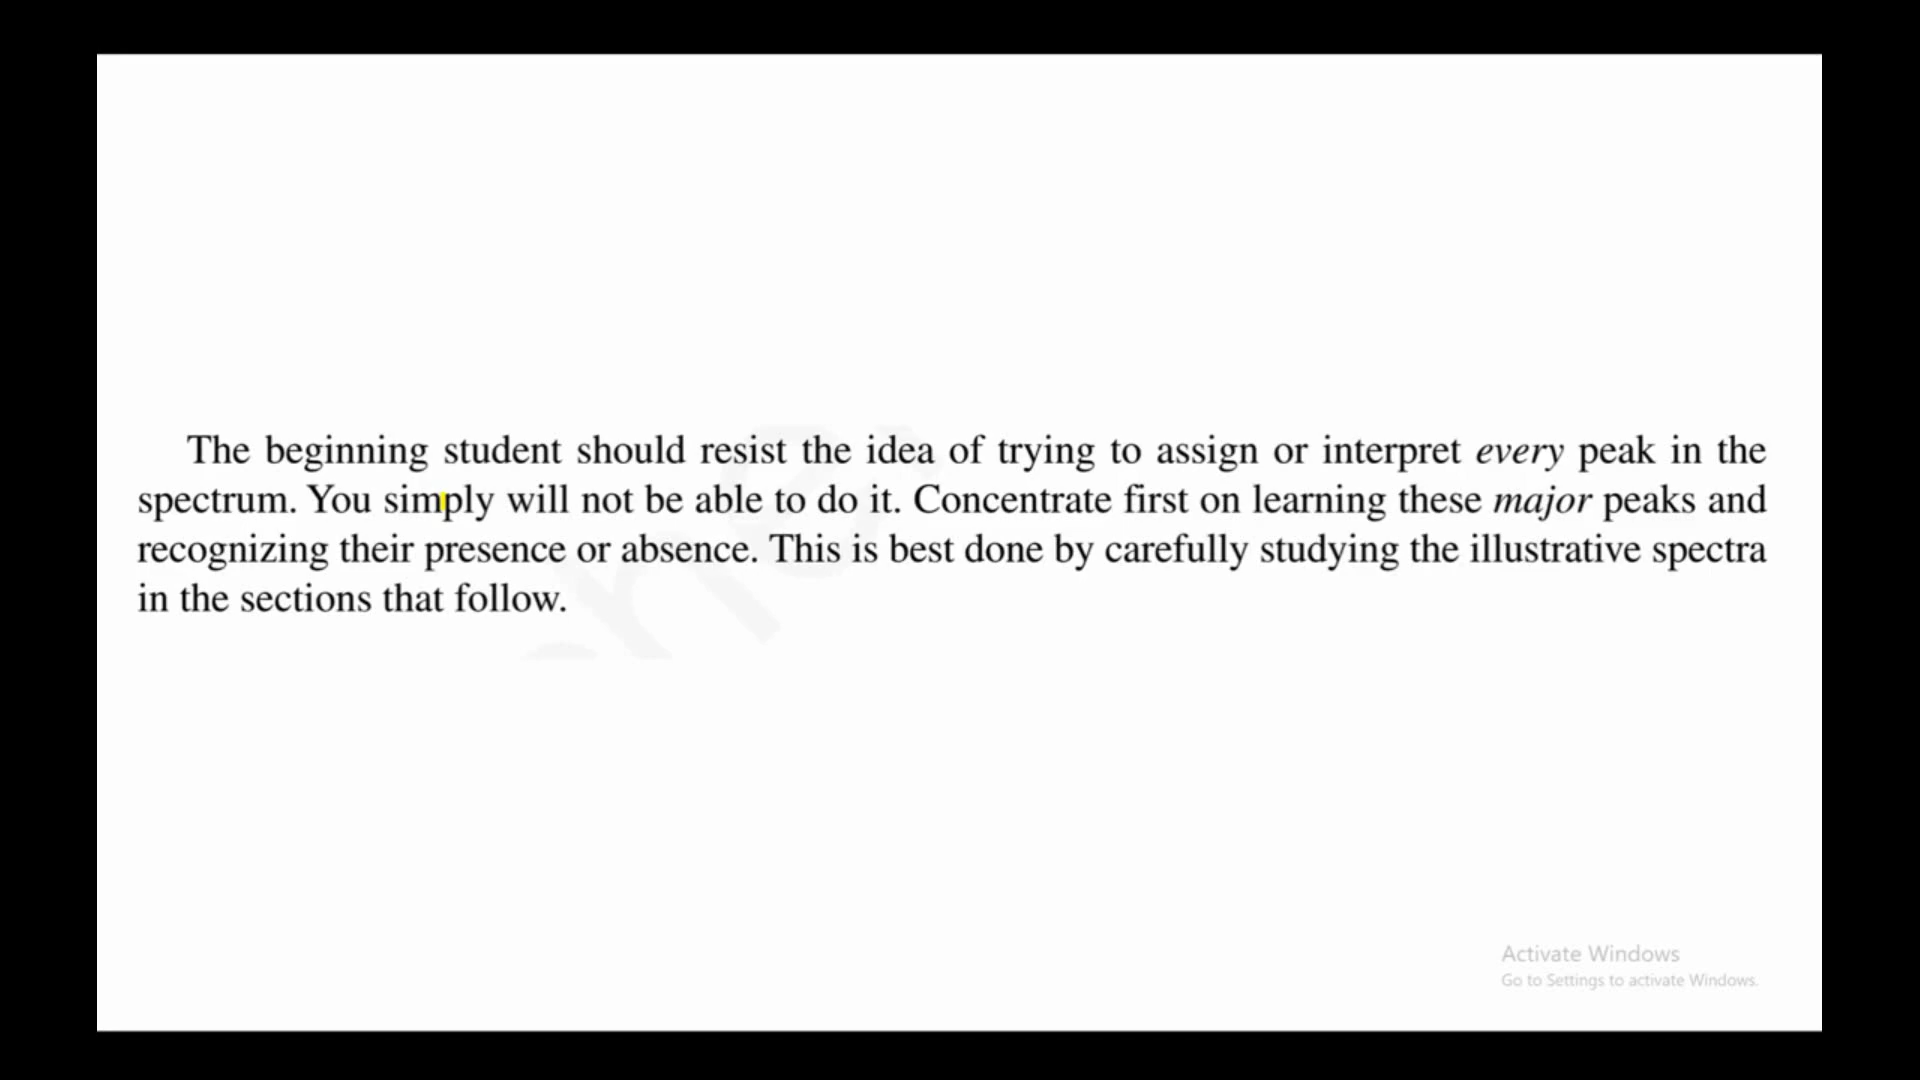 The beginning student should resist the idea of trying to assign or interpret every peak in the
spectrum. You simply will not be able to do it. Concentrate first on learning these major peaks and
recognizing their presence or absence. This is best done by carefully studying the illustrative spectra
in the sections that follow.
Activate Windows
Go to Settings to activate Windows.